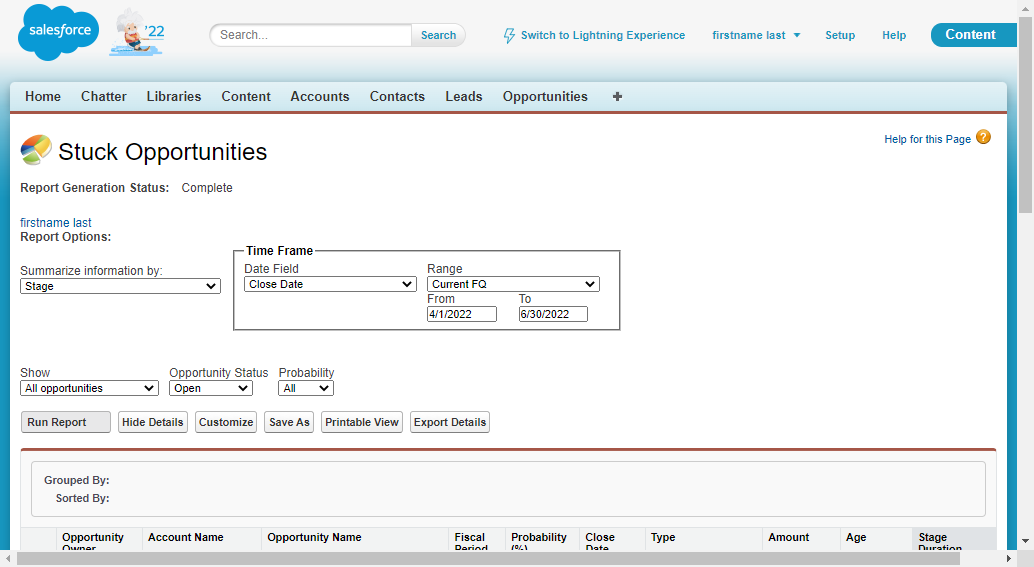 salesforce
'22
Search...
Search
Switch to Lightning Experience
firstname last
Setup
Help
Content
Home
Chatter
Libraries
Content
Accounts
Contacts
Leads
Opportunities
+
Stuck Opportunities
Help for this Page ?
Report Generation Status: Complete
firstname last
Report Options:
Summarize information by:
Stage
Time Frame
Date Field
Close Date
Range
Current FQ
From
4/1/2022
To
6/30/2022
Show
All opportunities
Opportunity Status
Open
Probability
All
Run Report
Hide Details
Customize
Save As
Printable View
Export Details
Grouped By:
Sorted By:
Opportunity Owner
Account Name
Opportunity Name
Fiscal Period
Probability (%)
Close Date
Type
Amount
Age
Stage Duration